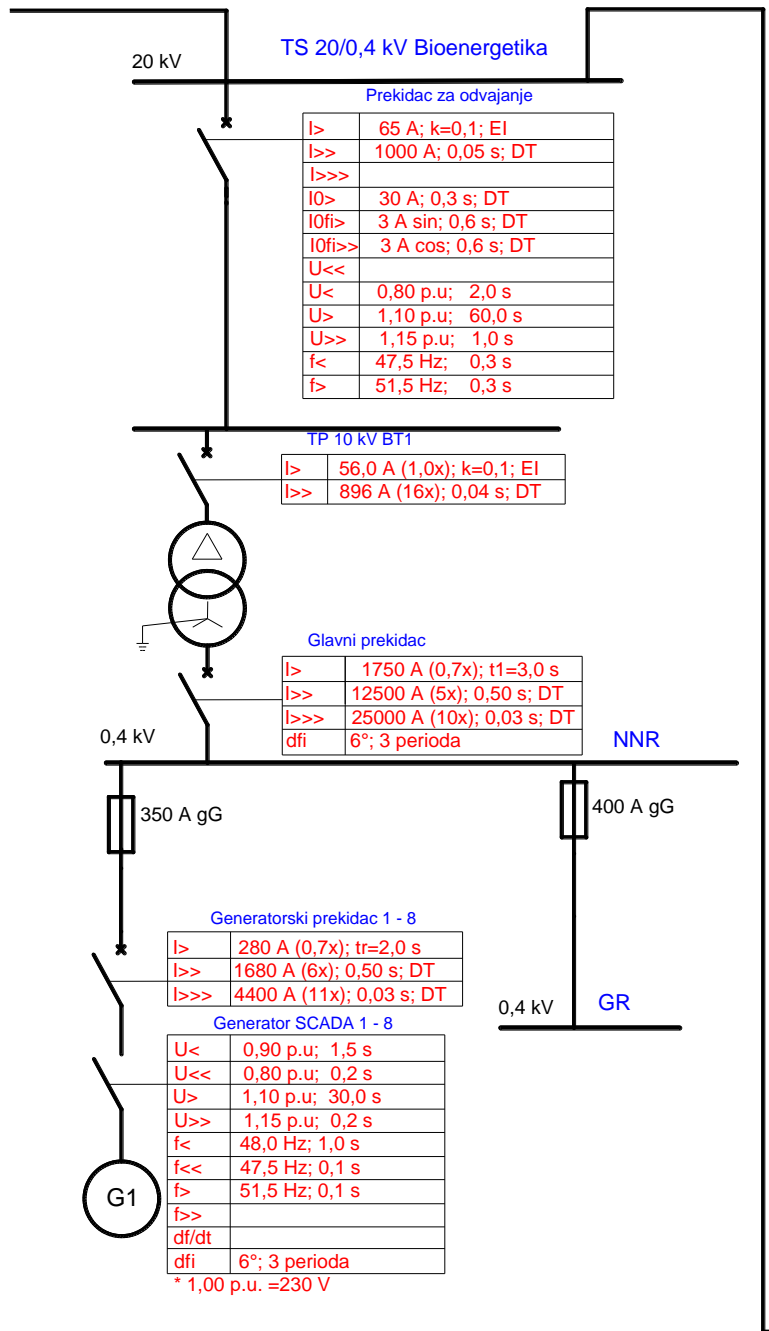 TS 20/0,4 kV Bioenergetika
20 kV
Prekidac za odvajanje
I> 65 A; k=0,1; EI
I>> 1000 A; 0,05 s; DT
I>>>
I0> 30 A; 0,3 s; DT
I0fi> 3 A sin; 0,6 s; DT
I0fi>> 3 A cos; 0,6 s; DT
U<<
U< 0,80 p.u; 2,0 s
U> 1,10 p.u; 60,0 s
U>> 1,15 p.u; 1,0 s
f< 47,5 Hz; 0,3 s
f> 51,5 Hz; 0,3 s
TP 10 kV BT1
I> 56,0 A (1,0x); k=0,1; EI
I>> 896 A (16x); 0,04 s; DT
Glavni prekidac
I> 1750 A (0,7x); t1=3,0 s
I>> 12500 A (5x); 0,50 s; DT
I>>> 25000 A (10x); 0,03 s; DT
dfi 6°; 3 perioda
0,4 kV
NNR
350 A gG
400 A gG
Generatorski prekidac 1 - 8
I> 280 A (0,7x); tr=2,0 s
I>> 1680 A (6x); 0,50 s; DT
I>>> 4400 A (11x); 0,03 s; DT
0,4 kV
GR
Generator SCADA 1 - 8
U< 0,90 p.u; 1,5 s
U<< 0,80 p.u; 0,2 s
U> 1,10 p.u; 30,0 s
U>> 1,15 p.u; 0,2 s
f< 48,0 Hz; 1,0 s
f<< 47,5 Hz; 0,1 s
f> 51,5 Hz; 0,1 s
f>>
df/dt
dfi 6°; 3 perioda
G1
* 1,00 p.u. =230 V